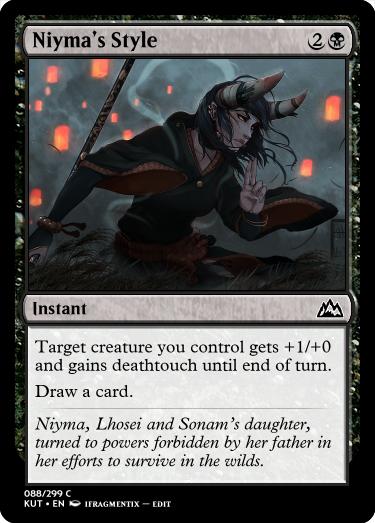 Niyma's Style 2
Instant
Target creature you control gets +1/+0
and gains deathtouch until end of turn.
Draw a card.
Niyma, Lhosei and Sonam's daughter,
turned to powers forbidden by her father in
her efforts to survive in the wilds.
088/299 C
KUT • EN IFRAGMENTIX — EDIT